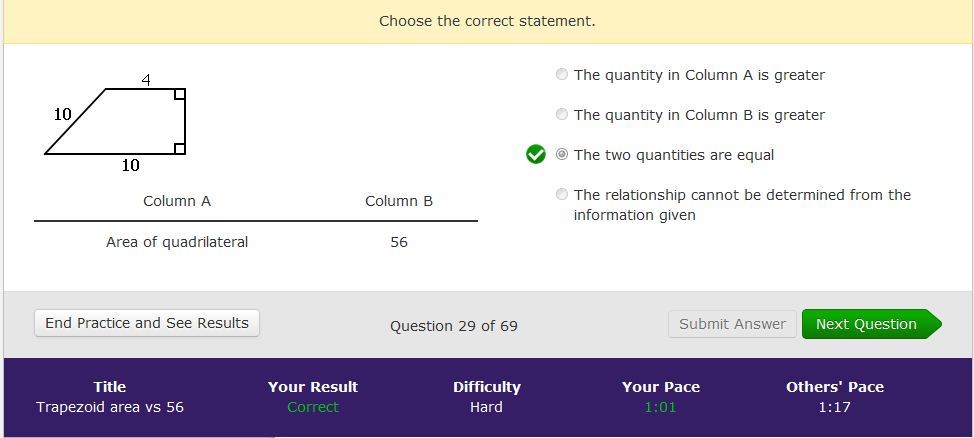 Choose the correct statement.
4
10
10
Column A Column B
Area of quadrilateral 56
The quantity in Column A is greater
The quantity in Column B is greater
The two quantities are equal
The relationship cannot be determined from the
information given
End Practice and See Results Question 29 of 69 Submit Answer Next Question
Title Your Result Difficulty Your Pace Others' Pace
Trapezoid area vs 56 Correct Hard 1:01 1:17